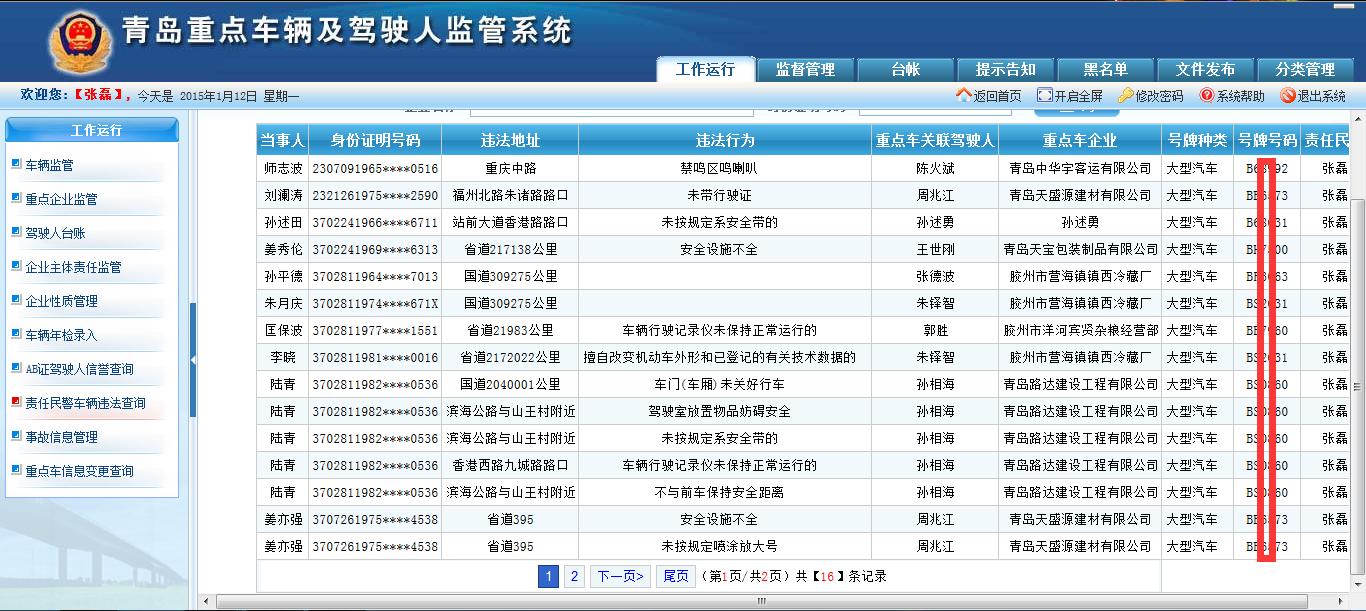 青岛重点车辆及驾驶人监管系统
工作运行 监督管理 台帐 提示告知 黑名单 文件发布 分类管理
欢迎您：【张磊】，今天是 2015年1月12日 星期一
返回首页 开启全屏 修改密码 系统帮助 退出系统
工作运行
车辆监管
重点企业监管
驾驶人台账
企业主体责任监管
企业性质管理
车辆年检录入
AB证驾驶人信誉查询
责任民警车辆违法查询
事故信息管理
重点车信息变更查询
当事人 身份证明号码 违法地址 违法行为 重点车关联驾驶人 重点车企业 号牌种类 号牌号码 责任民
师志波 2307091965****0516 重庆中路 禁鸣区鸣喇叭 陈火斌 青岛中华宇客运有限公司 大型汽车 张磊
刘澜涛 2321261975****2590 福州北路朱诸路路口 未带行驶证 周兆江 青岛天盛源建材有限公司 大型汽车 张磊
孙述田 3702241966****6711 站前大道香港路路口 未按规定系安全带的 孙述勇 孙述勇 大型汽车 张磊
姜秀伦 3702241969****6313 省道217138公里 安全设施不全 王世刚 青岛天宝包装制品有限公司 大型汽车 张磊
孙平德 3702811964****7013 国道309275公里 张德波 胶州市营海镇镇西冷藏厂 大型汽车 张磊
朱月庆 3702811974****671X 国道309275公里 朱铎智 胶州市营海镇镇西冷藏厂 大型汽车 张磊
匡保波 3702811977****1551 省道21983公里 车辆行驶记录仪未保持正常运行的 郭胜 胶州市洋河宾贤杂粮经营部 大型汽车 张磊
李晓 3702811981****0016 省道2172022公里 擅自改变机动车外形和已登记的有关技术数据的 朱铎智 胶州市营海镇镇西冷藏厂 大型汽车 张磊
陆青 3702811982****0536 国道2040001公里 车门(车厢)未关好行车 孙相海 青岛路达建设工程有限公司 大型汽车 张磊
陆青 3702811982****0536 滨海公路与山王村附近 驾驶室放置物品妨碍安全 孙相海 青岛路达建设工程有限公司 大型汽车 张磊
陆青 3702811982****0536 滨海公路与山王村附近 未按规定系安全带的 孙相海 青岛路达建设工程有限公司 大型汽车 张磊
陆青 3702811982****0536 香港西路九城路路口 车辆行驶记录仪未保持正常运行的 孙相海 青岛路达建设工程有限公司 大型汽车 张磊
陆青 3702811982****0536 滨海公路与山王村附近 不与前车保持安全距离 孙相海 青岛路达建设工程有限公司 大型汽车 张磊
姜亦强 3707261975****4538 省道395 安全设施不全 周兆江 青岛天盛源建材有限公司 大型汽车 张磊
姜亦强 3707261975****4538 省道395 未按规定喷涂放大号 周兆江 青岛天盛源建材有限公司 大型汽车 张磊
1 2 下一页> 尾页 (第1页/共2页) 共【16】条记录